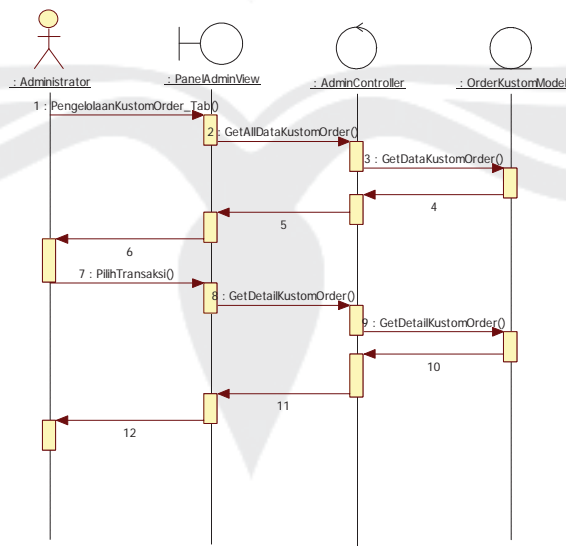 : Administrator
: PanelAdminView
: AdminController
: OrderKustomModel
1 : PengelolaanKustomOrder_Tab()
2 : GetAllDataKustomOrder()
3 : GetDataKustomOrder()
4
5
6
7 : PilihTransaksi()
8 : GetDetailKustomOrder()
9 : GetDetailKustomOrder()
10
11
12